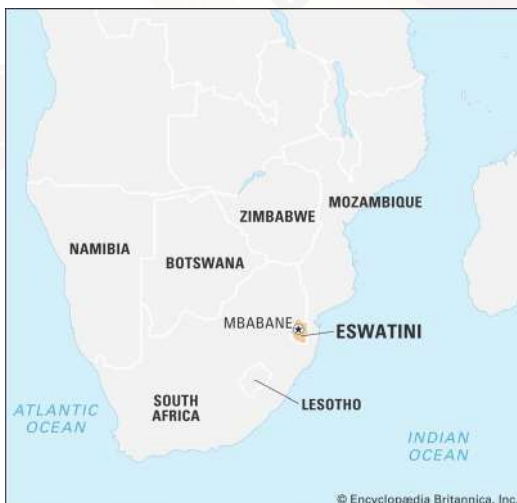 MOZAMBIQUE
ZIMBABWE
NAMIBIA
BOTSWANA
MBABANE
ESWATINI
SOUTH
AFRICA
LESOTHO
ATLANTIC
OCEAN
INDIAN
OCEAN
© Encyclopædia Britannica, Inc.